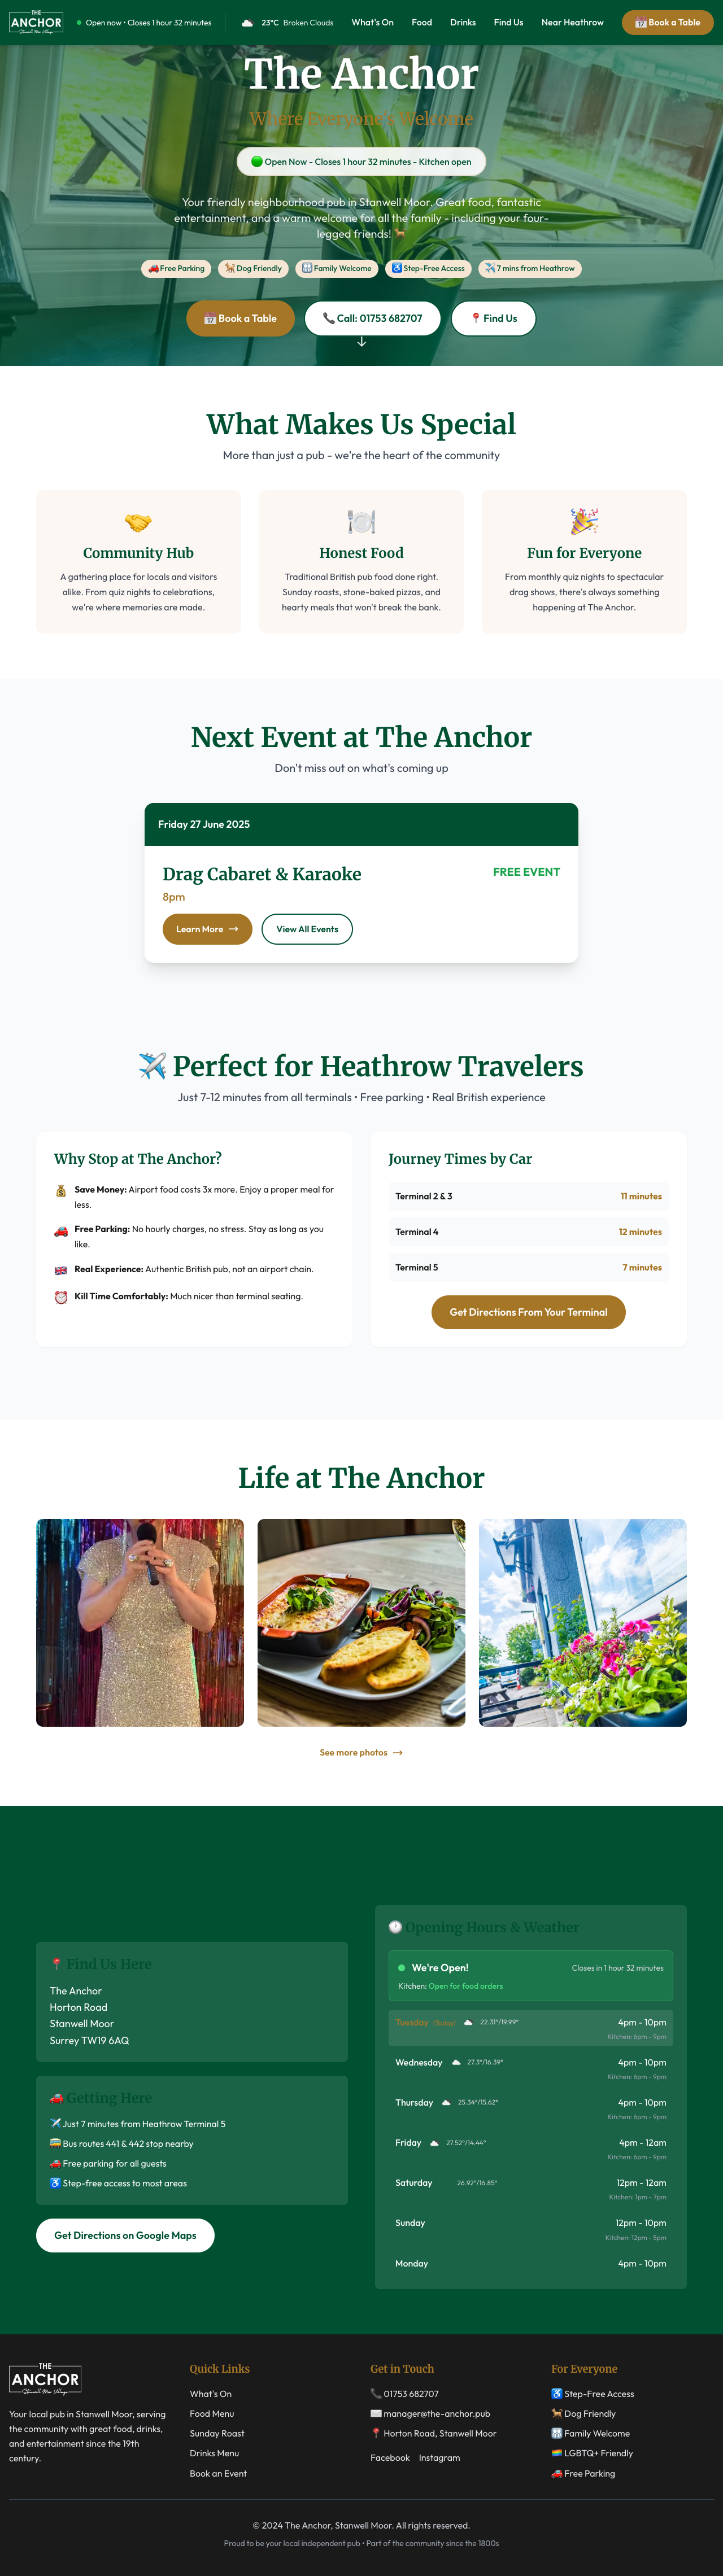 THE
ANCHOR
Stanwell Moor Village
Open now • Closes 1 hour 32 minutes
23°C Broken Clouds
What's On
Food
Drinks
Find Us
Near Heathrow
📅 Book a Table
The Anchor
Where Everyone's Welcome
🟢 Open Now - Closes 1 hour 32 minutes - Kitchen open
Your friendly neighbourhood pub in Stanwell Moor. Great food, fantastic
entertainment, and a warm welcome for all the family - including your four-
legged friends! 🐕
🚗 Free Parking
🐕 Dog Friendly
👨‍👩‍👧‍👦 Family Welcome
♿ Step-Free Access
✈️ 7 mins from Heathrow
📅 Book a Table
📞 Call: 01753 682707
📍 Find Us
↓
What Makes Us Special
More than just a pub - we're the heart of the community
Community Hub
A gathering place for locals and visitors
alike. From quiz nights to celebrations,
we're where memories are made.
Honest Food
Traditional British pub food done right.
Sunday roasts, stone-baked pizzas, and
hearty meals that won't break the bank.
Fun for Everyone
From monthly quiz nights to spectacular
drag shows, there's always something
happening at The Anchor.
Next Event at The Anchor
Don't miss out on what's coming up
Friday 27 June 2025
Drag Cabaret & Karaoke
FREE EVENT
8pm
Learn More →
View All Events
✈️ Perfect for Heathrow Travelers
Just 7-12 minutes from all terminals • Free parking • Real British experience
Why Stop at The Anchor?
💰 Save Money: Airport food costs 3x more. Enjoy a proper meal for
less.
🚗 Free Parking: No hourly charges, no stress. Stay as long as you
like.
🇬🇧 Real Experience: Authentic British pub, not an airport chain.
⏰ Kill Time Comfortably: Much nicer than terminal seating.
Journey Times by Car
Terminal 2 & 3 11 minutes
Terminal 4 12 minutes
Terminal 5 7 minutes
Get Directions From Your Terminal
Life at The Anchor
See more photos →
📍 Find Us Here
The Anchor
Horton Road
Stanwell Moor
Surrey TW19 6AQ
🚗 Getting Here
✈️ Just 7 minutes from Heathrow Terminal 5
🚌 Bus routes 441 & 442 stop nearby
🚗 Free parking for all guests
♿ Step-free access to most areas
Get Directions on Google Maps
🕐 Opening Hours & Weather
We're Open! Closes in 1 hour 32 minutes
Kitchen: Open for food orders
Tuesday (Today) 22.31°/19.99° 4pm - 10pm
Kitchen: 6pm - 9pm
Wednesday 27.3°/16.39° 4pm - 10pm
Kitchen: 6pm - 9pm
Thursday 25.34°/15.62° 4pm - 10pm
Kitchen: 6pm - 9pm
Friday 27.52°/14.44° 4pm - 12am
Kitchen: 6pm - 9pm
Saturday 26.92°/16.85° 12pm - 12am
Kitchen: 1pm - 7pm
Sunday 12pm - 10pm
Kitchen: 12pm - 5pm
Monday 4pm - 10pm
THE
ANCHOR
Stanwell Moor Village
Your local pub in Stanwell Moor, serving
the community with great food, drinks,
and entertainment since the 19th
century.
Quick Links
What's On
Food Menu
Sunday Roast
Drinks Menu
Book an Event
Get in Touch
📞 01753 682707
✉️ manager@the-anchor.pub
📍 Horton Road, Stanwell Moor
Facebook Instagram
For Everyone
♿ Step-Free Access
🐕 Dog Friendly
👨‍👩‍👧‍👦 Family Welcome
🏳️‍🌈 LGBTQ+ Friendly
🚗 Free Parking
© 2024 The Anchor, Stanwell Moor. All rights reserved.
Proud to be your local independent pub • Part of the community since the 1800s